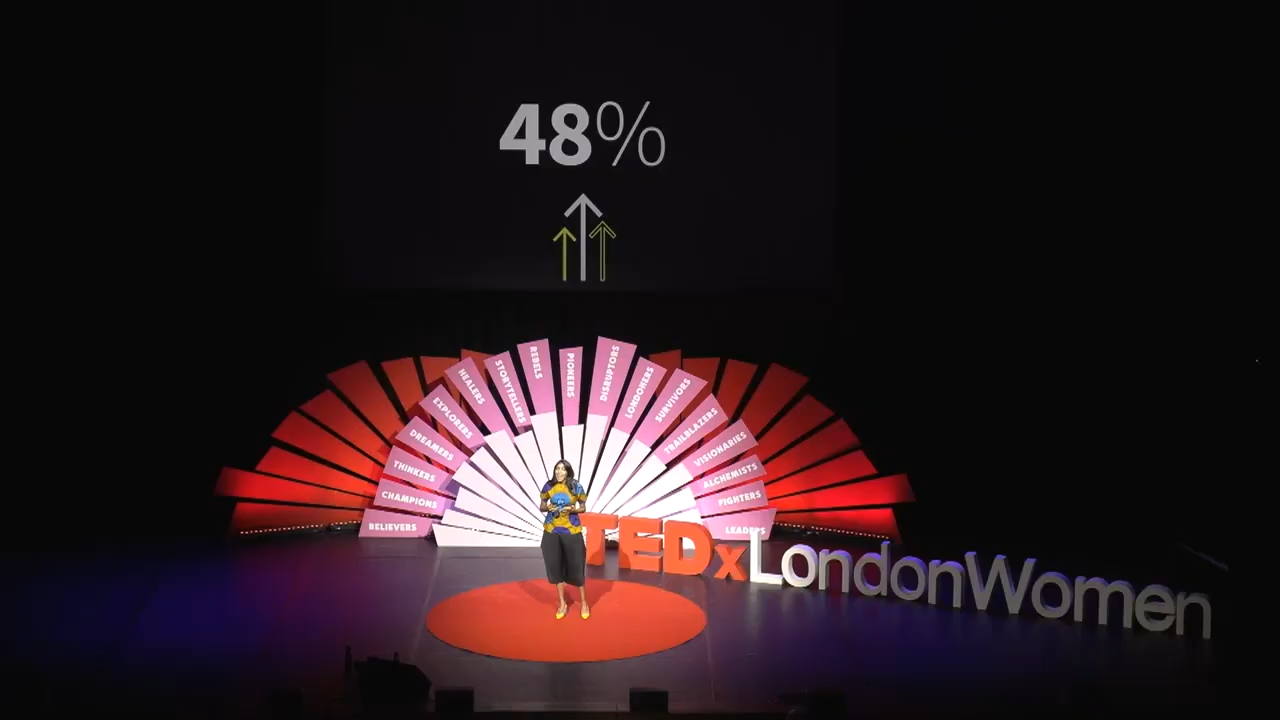 48%
BELIEVERS
CHAMPIONS
THINKERS
DREAMERS
EXPLORERS
HEALERS
STORYTELLERS
REBELS
PIONEERS
DISRUPTORS
LONDONERS
SURVIVORS
TRAILBLAZERS
VISIONARIES
ALCHEMISTS
FIGHTERS
LEADERS
TEDxLondonWomen